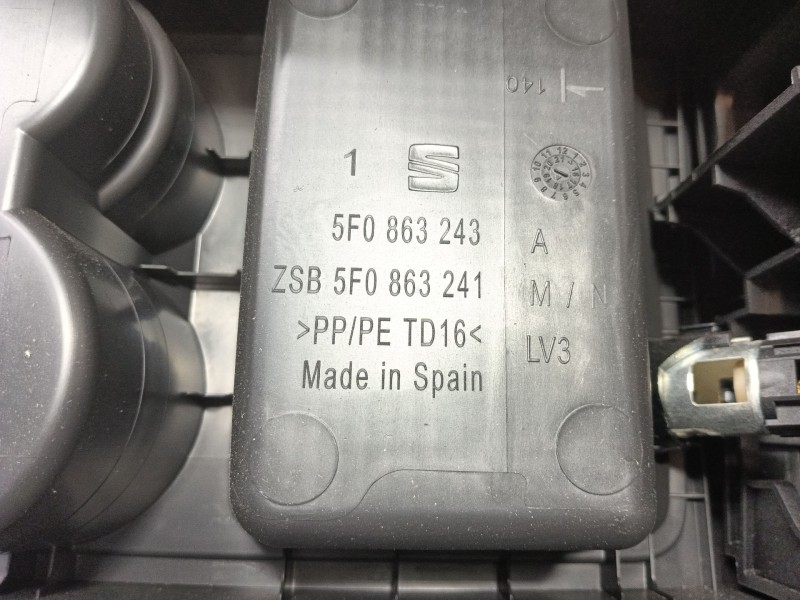 140
1
5F0 863 243 A
ZSB 5F0 863 241 M / N
>PP/PE TD16< LV3
Made in Spain